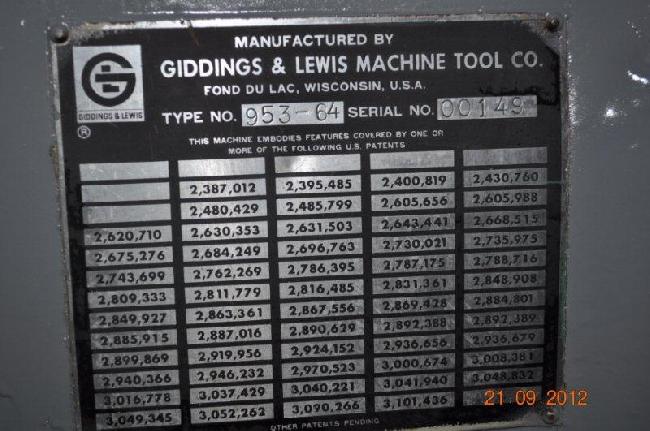 MANUFACTURED BY
GIDDINGS & LEWIS MACHINE TOOL CO.
FOND DU LAC, WISCONSIN, U.S.A.
GIDDINGS & LEWIS
®
TYPE NO. 953-64 SERIAL NO. 00149
THIS MACHINE EMBODIES FEATURES COVERED BY ONE OR
MORE OF THE FOLLOWING U.S. PATENTS
2,387,012 2,395,485 2,400,819 2,430,760
2,480,429 2,485,799 2,605,656 2,605,988
2,620,710 2,630,353 2,631,503 2,643,441 2,668,515
2,675,276 2,684,249 2,696,763 2,730,021 2,735,975
2,743,699 2,762,269 2,786,395 2,787,175 2,788,716
2,809,333 2,811,779 2,816,485 2,831,361 2,848,908
2,849,927 2,863,361 2,867,556 2,869,428 2,884,801
2,885,915 2,887,016 2,890,629 2,892,388 2,892,389
2,899,869 2,919,956 2,924,152 2,936,656 2,936,679
2,940,366 2,946,232 2,970,523 3,000,674 3,008,381
3,016,778 3,037,429 3,040,221 3,041,940 3,048,832
3,049,345 3,052,262 3,090,266 3,101,436
OTHER PATENTS PENDING
21 09 2012